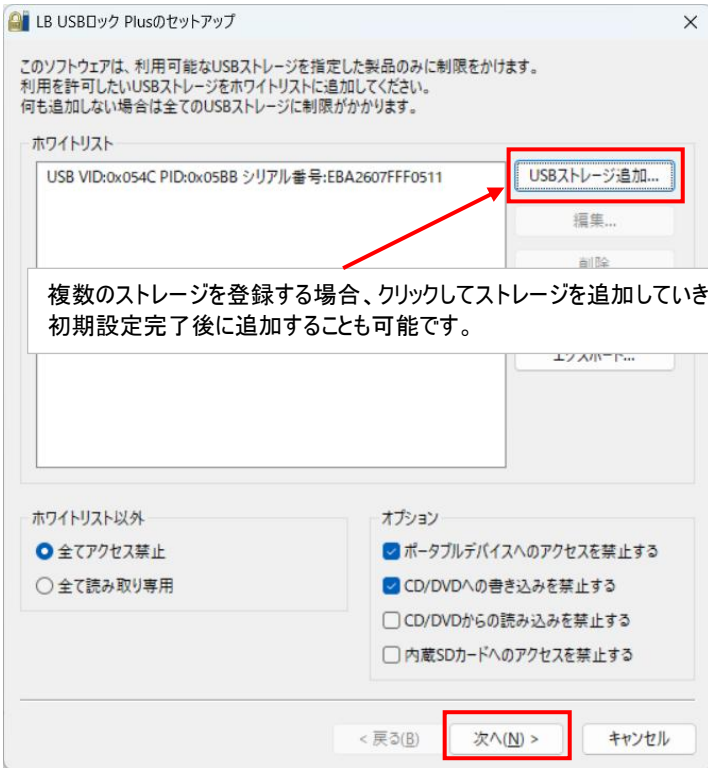 LB USBロック Plusのセットアップ
このソフトウェアは、利用可能なUSBストレージを指定した製品のみに制限をかけます。
利用を許可したいUSBストレージをホワイトリストに追加してください。
何も追加しない場合は全てのUSBストレージに制限がかかります。
ホワイトリスト
USB VID:0x054C PID:0x05BB シリアル番号:EBA2607FFF0511
USBストレージ追加...
編集...
削除
複数のストレージを登録する場合、クリックしてストレージを追加していき
初期設定完了後に追加することも可能です。
エクスポート...
ホワイトリスト以外
全てアクセス禁止
全て読み取り専用
オプション
ポータブルデバイスへのアクセスを禁止する
CD/DVDへの書き込みを禁止する
CD/DVDからの読み込みを禁止する
内蔵SDカードへのアクセスを禁止する
< 戻る(B)
次へ(N) >
キャンセル